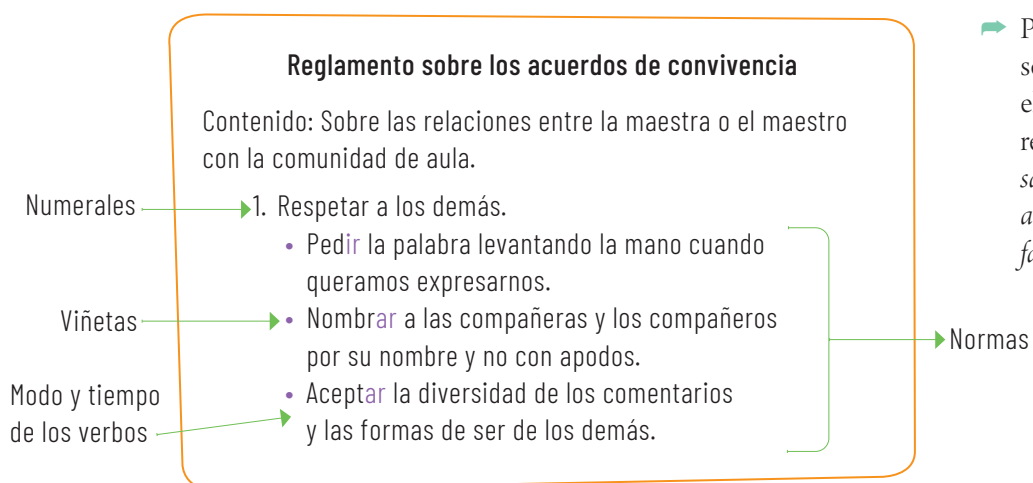 Reglamento sobre los acuerdos de convivencia
Contenido: Sobre las relaciones entre la maestra o el maestro
con la comunidad de aula.
Numerales
1. Respetar a los demás.
• Pedir la palabra levantando la mano cuando
queramos expresarnos.
Viñetas
• Nombrar a las compañeras y los compañeros
por su nombre y no con apodos.
Modo y tiempo
de los verbos
• Aceptar la diversidad de los comentarios
y las formas de ser de los demás.
Normas